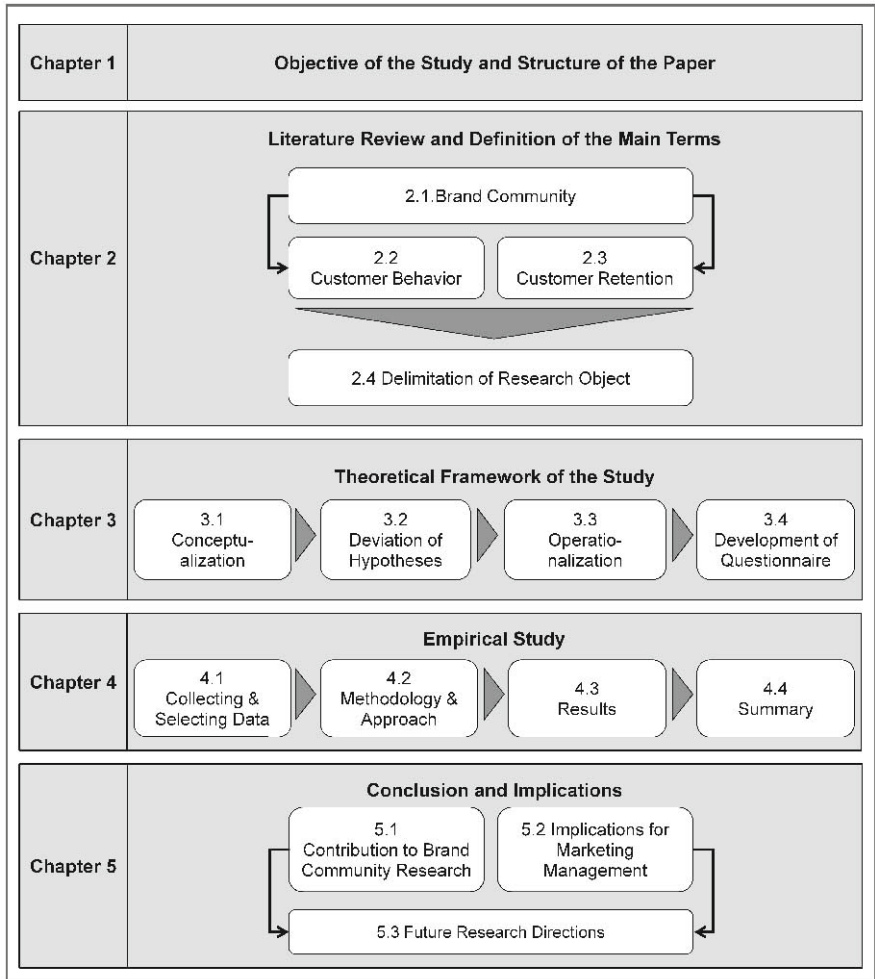 Chapter 1
Objective of the Study and Structure of the Paper
Chapter 2
Literature Review and Definition of the Main Terms
2.1.Brand Community
2.2
Customer Behavior
2.3
Customer Retention
2.4 Delimitation of Research Object
Chapter 3
Theoretical Framework of the Study
3.1
Conceptu-
alization
3.2
Deviation of
Hypotheses
3.3
Operatio-
nalization
3.4
Development of
Questionnaire
Chapter 4
Empirical Study
4.1
Collecting &
Selecting Data
4.2
Methodology &
Approach
4.3
Results
4.4
Summary
Chapter 5
Conclusion and Implications
5.1
Contribution to Brand
Community Research
5.2 Implications for
Marketing
Management
5.3 Future Research Directions